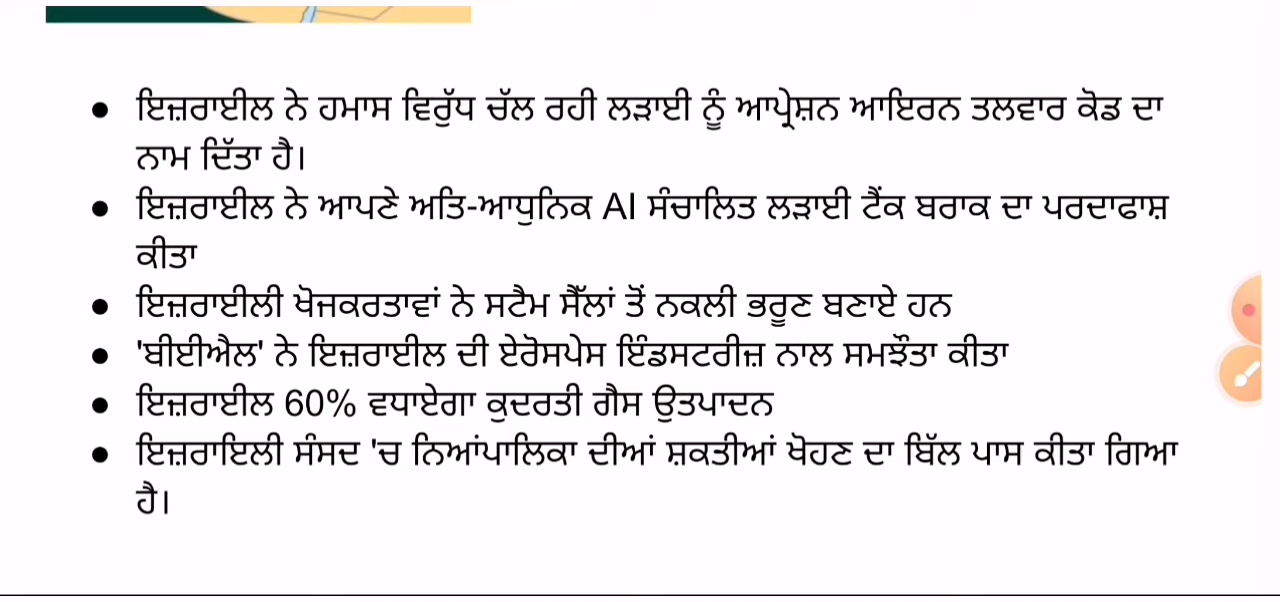 ● ਇਜ਼ਰਾਈਲ ਨੇ ਹਮਾਸ ਵਿਰੁੱਧ ਚੱਲ ਰਹੀ ਲੜਾਈ ਨੂੰ ਆਪ੍ਰੇਸ਼ਨ ਆਇਰਨ ਤਲਵਾਰ ਕੋਡ ਦਾ
ਨਾਮ ਦਿੱਤਾ ਹੈ।
● ਇਜ਼ਰਾਈਲ ਨੇ ਆਪਣੇ ਅਤਿ-ਆਧੁਨਿਕ AI ਸੰਚਾਲਿਤ ਲੜਾਈ ਟੈਂਕ ਬਰਾਕ ਦਾ ਪਰਦਾਫਾਸ਼
ਕੀਤਾ
● ਇਜ਼ਰਾਈਲੀ ਖੋਜਕਰਤਾਵਾਂ ਨੇ ਸਟੈਮ ਸੈੱਲਾਂ ਤੋਂ ਨਕਲੀ ਭਰੂਣ ਬਣਾਏ ਹਨ
● 'ਬੀਈਐਲ' ਨੇ ਇਜ਼ਰਾਈਲ ਦੀ ਏਰੋਸਪੇਸ ਇੰਡਸਟਰੀਜ਼ ਨਾਲ ਸਮਝੌਤਾ ਕੀਤਾ
● ਇਜ਼ਰਾਈਲ 60% ਵਧਾਏਗਾ ਕੁਦਰਤੀ ਗੈਸ ਉਤਪਾਦਨ
● ਇਜ਼ਰਾਇਲੀ ਸੰਸਦ 'ਚ ਨਿਆਂਪਾਲਿਕਾ ਦੀਆਂ ਸ਼ਕਤੀਆਂ ਖੋਹਣ ਦਾ ਬਿੱਲ ਪਾਸ ਕੀਤਾ ਗਿਆ
ਹੈ।